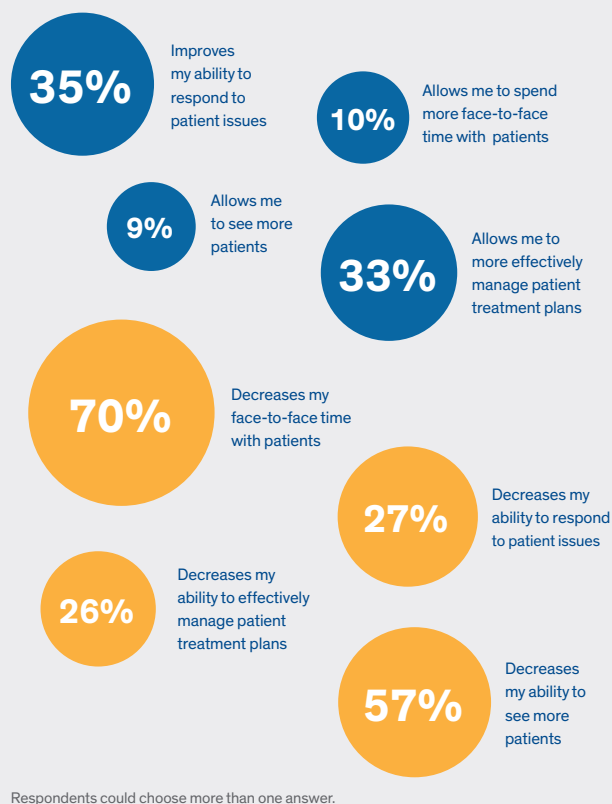 35%
Improves
my ability to
respond to
patient issues
10%
Allows me to spend
more face-to-face
time with patients
9%
Allows me
to see more
patients
33%
Allows me to
more effectively
manage patient
treatment plans
70%
Decreases my
face-to-face time
with patients
27%
Decreases my
ability to respond
to patient issues
26%
Decreases my
ability to effectively
manage patient
treatment plans
57%
Decreases
my ability to
see more
patients
Respondents could choose more than one answer.